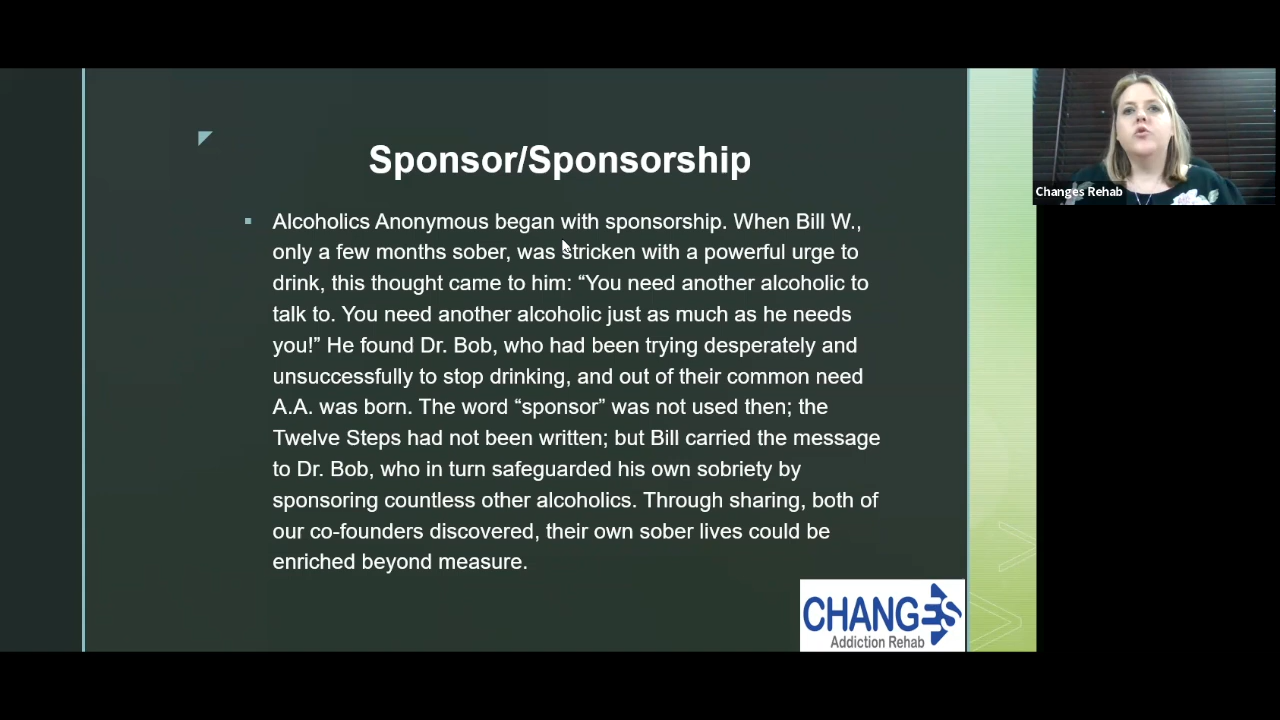 Sponsor/Sponsorship
Alcoholics Anonymous began with sponsorship. When Bill W.,
only a few months sober, was stricken with a powerful urge to
drink, this thought came to him: “You need another alcoholic to
talk to. You need another alcoholic just as much as he needs
you!” He found Dr. Bob, who had been trying desperately and
unsuccessfully to stop drinking, and out of their common need
A.A. was born. The word “sponsor” was not used then; the
Twelve Steps had not been written; but Bill carried the message
to Dr. Bob, who in turn safeguarded his own sobriety by
sponsoring countless other alcoholics. Through sharing, both of
our co-founders discovered, their own sober lives could be
enriched beyond measure.
CHANGES
Addiction Rehab
Changes Rehab